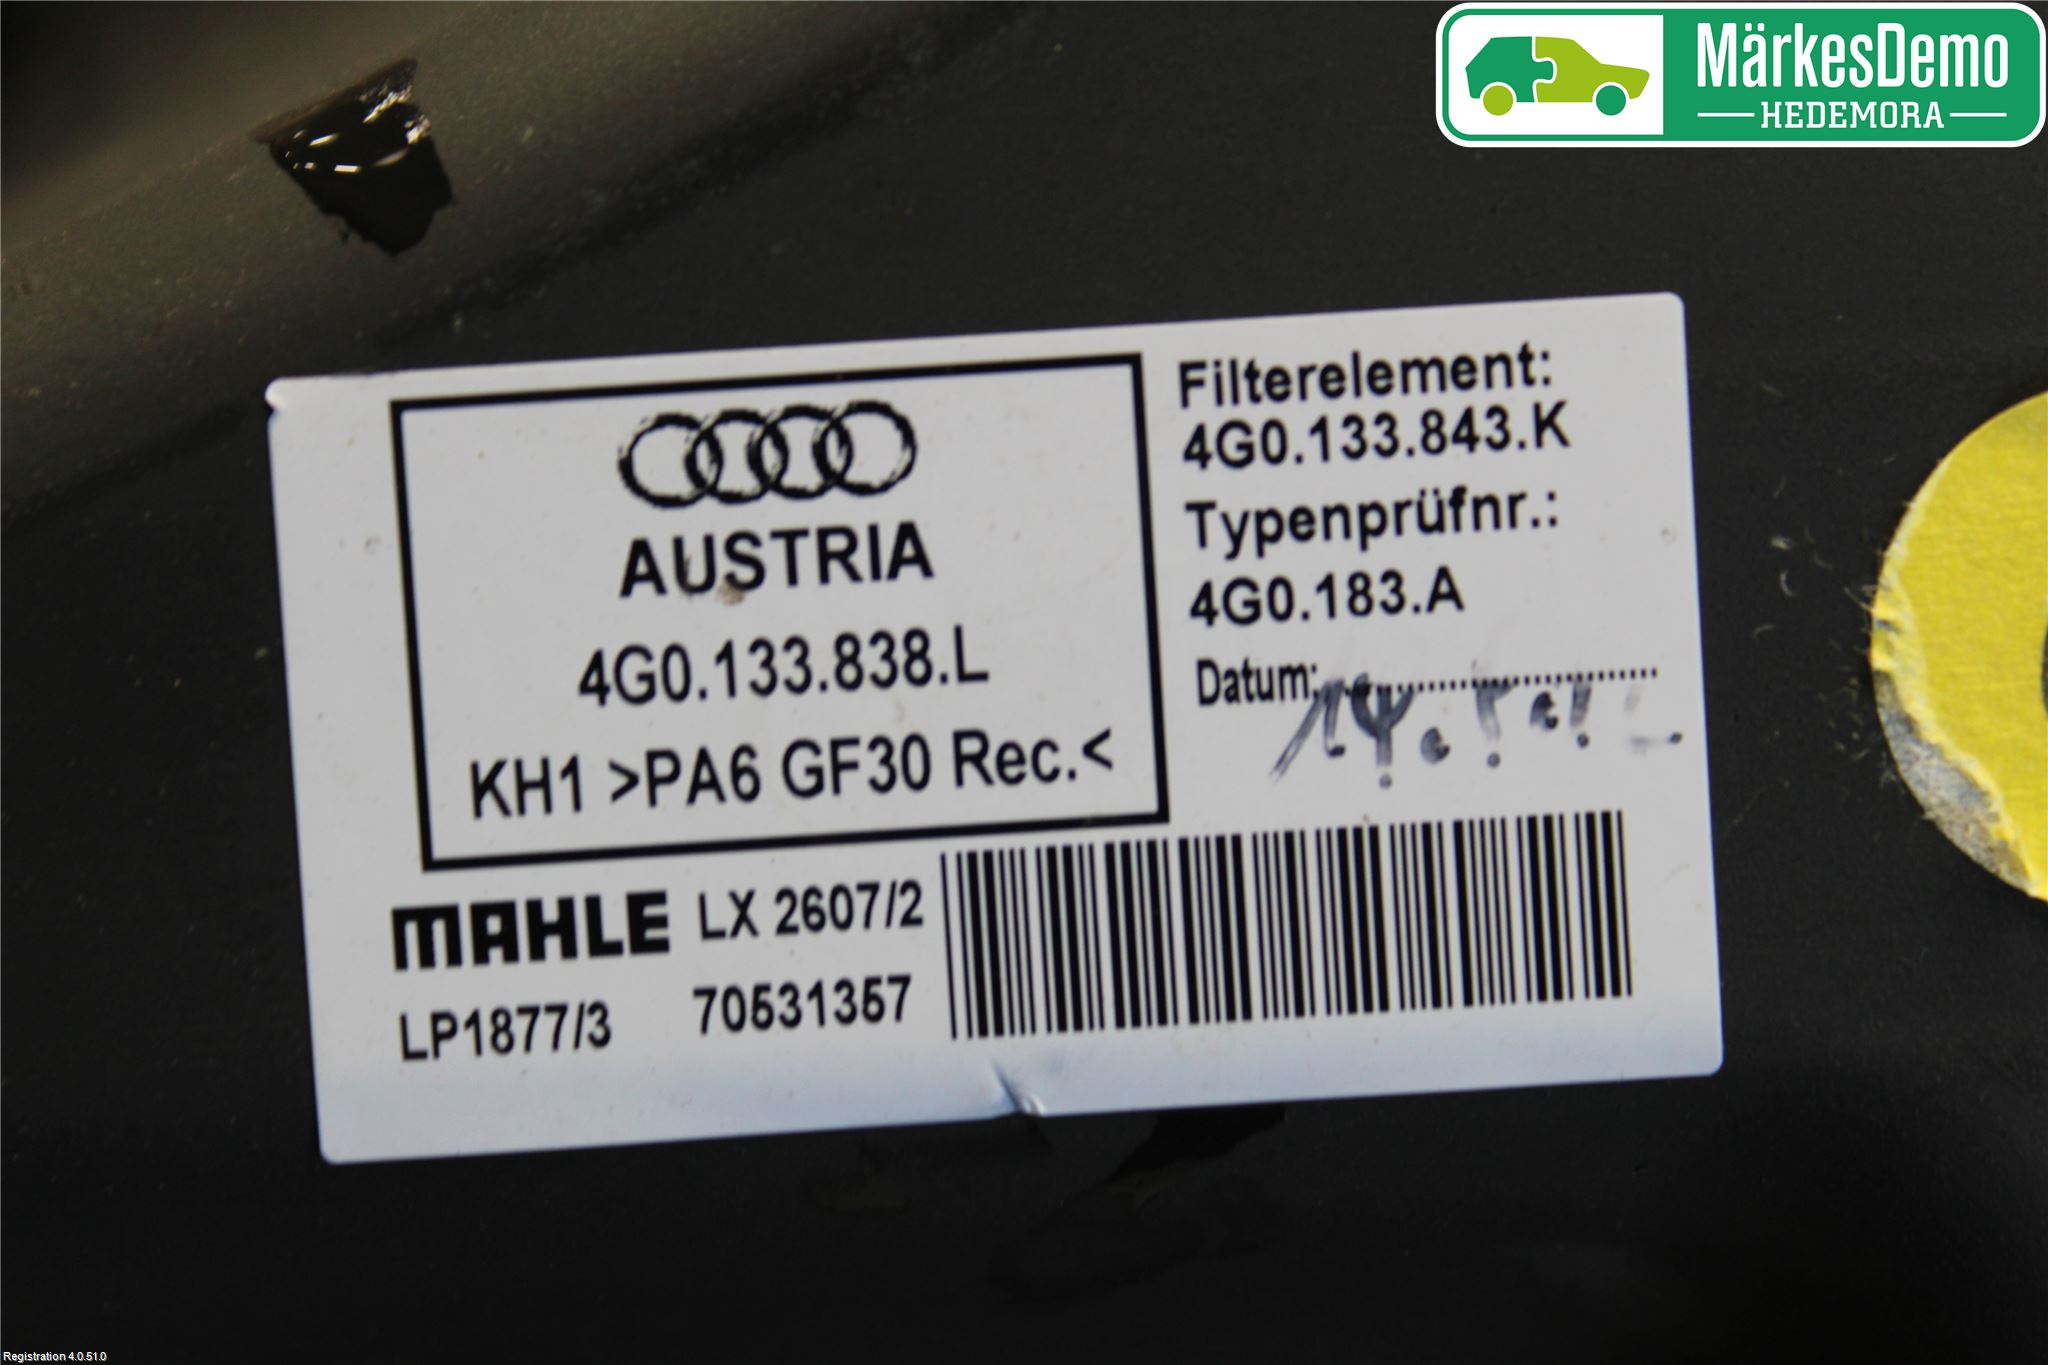 MärkesDemo
HEDEMORA
AUSTRIA
4G0.133.838.L
KH1 >PA6 GF30 Rec.<
Filterelement:
4G0.133.843.K
Typenprüfnr.:
4G0.183.A
Datum:
MAHLE LX 2607/2
LP1877/3 70531357
Registration 4.0.51.0